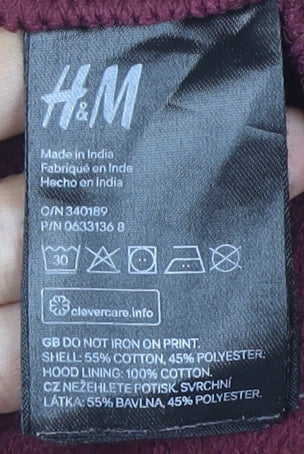 H&M
Made in India
Fabriqué en Inde
Hecho en India
O/N 340189
P/N 0633136 8
30
clevercare.info
GB DO NOT IRON ON PRINT.
SHELL: 55% COTTON, 45% POLYESTER.
HOOD LINING: 100% COTTON.
CZ NEŽEHLETE POTISK. SVRCHNÍ
LÁTKA: 55% BAVLNA, 45% POLYESTER.